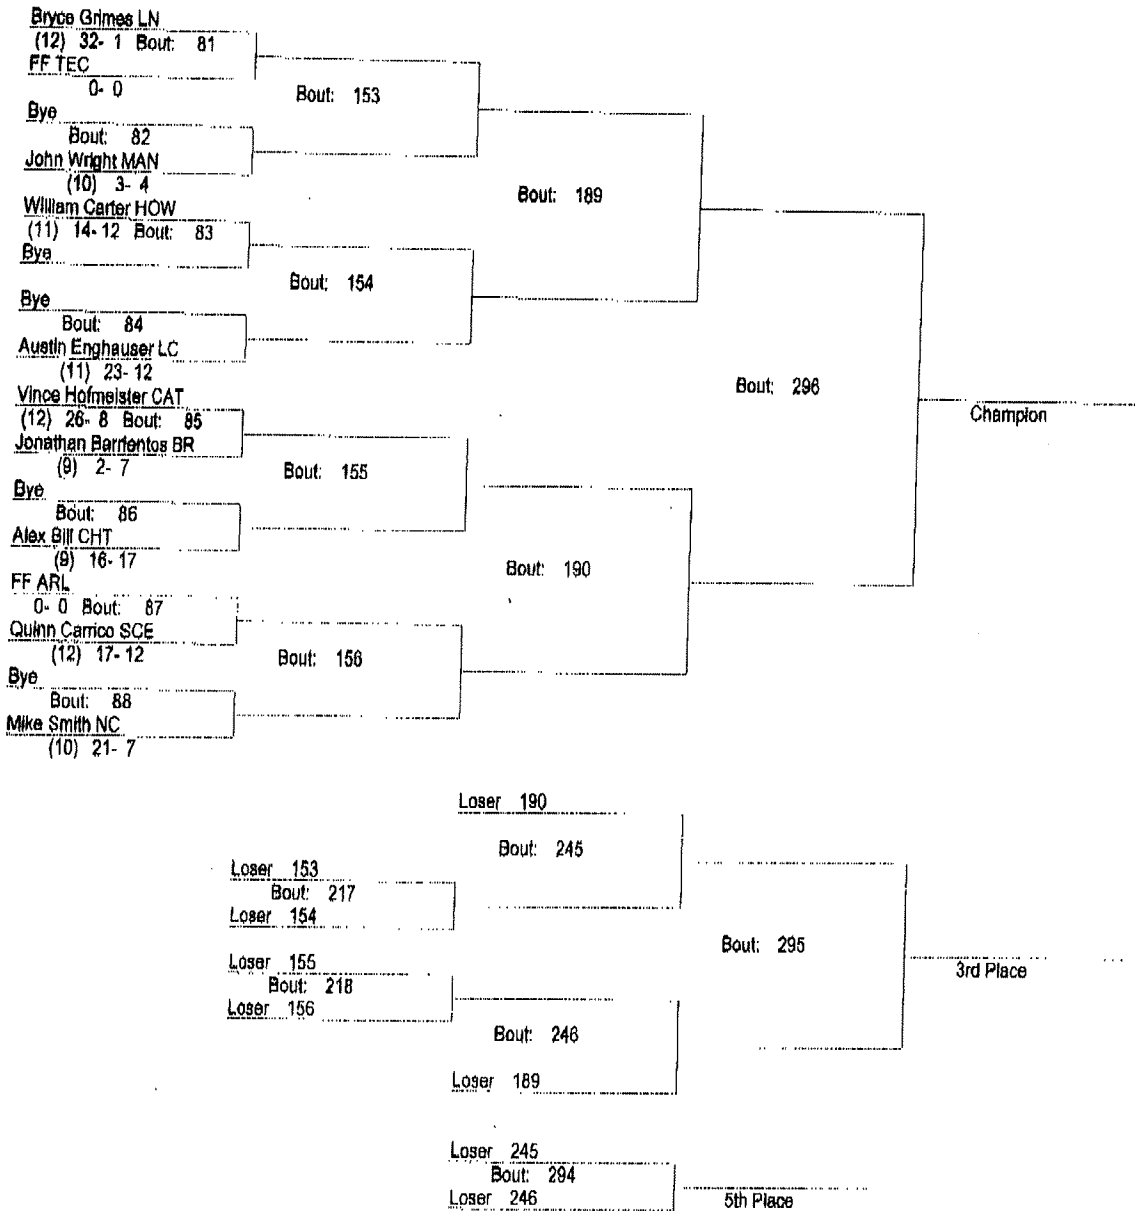 Bryce Grimes LN
(12) 32- 1 Bout: 81
FF TEC
0- 0
Bout: 153
Bye
Bout: 82
John Wright MAN
(10) 3- 4
Bout: 189
William Carter HOW
(11) 14- 12 Bout: 83
Bye
Bout: 154
Bye
Bout: 84
Austin Enghauser LC
(11) 23- 12
Bout: 296
Champion
Vince Hofmeister CAT
(12) 26- 8 Bout: 85
Jonathan Barrientos BR
(9) 2- 7
Bout: 155
Bye
Bout: 86
Alex Bill CHT
(9) 16- 17
Bout: 190
FF ARL
0- 0 Bout: 87
Quinn Carrico SCE
(12) 17- 12
Bout: 156
Bye
Bout: 88
Mike Smith NC
(10) 21- 7
Loser 190
Bout: 245
Loser 153
Bout: 217
Loser 154
Bout: 295
3rd Place
Loser 155
Bout: 218
Loser 156
Bout: 246
Loser 189
Loser 245
Bout: 294
Loser 246
5th Place